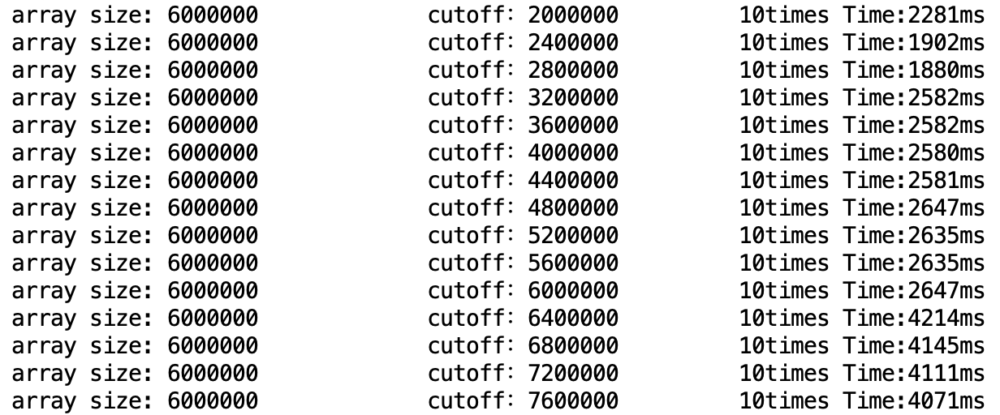 array size: 6000000 cutoff: 2000000 10times Time:2281ms
array size: 6000000 cutoff: 2400000 10times Time:1902ms
array size: 6000000 cutoff: 2800000 10times Time:1880ms
array size: 6000000 cutoff: 3200000 10times Time:2582ms
array size: 6000000 cutoff: 3600000 10times Time:2582ms
array size: 6000000 cutoff: 4000000 10times Time:2580ms
array size: 6000000 cutoff: 4400000 10times Time:2581ms
array size: 6000000 cutoff: 4800000 10times Time:2647ms
array size: 6000000 cutoff: 5200000 10times Time:2635ms
array size: 6000000 cutoff: 5600000 10times Time:2635ms
array size: 6000000 cutoff: 6000000 10times Time:2647ms
array size: 6000000 cutoff: 6400000 10times Time:4214ms
array size: 6000000 cutoff: 6800000 10times Time:4145ms
array size: 6000000 cutoff: 7200000 10times Time:4111ms
array size: 6000000 cutoff: 7600000 10times Time:4071ms